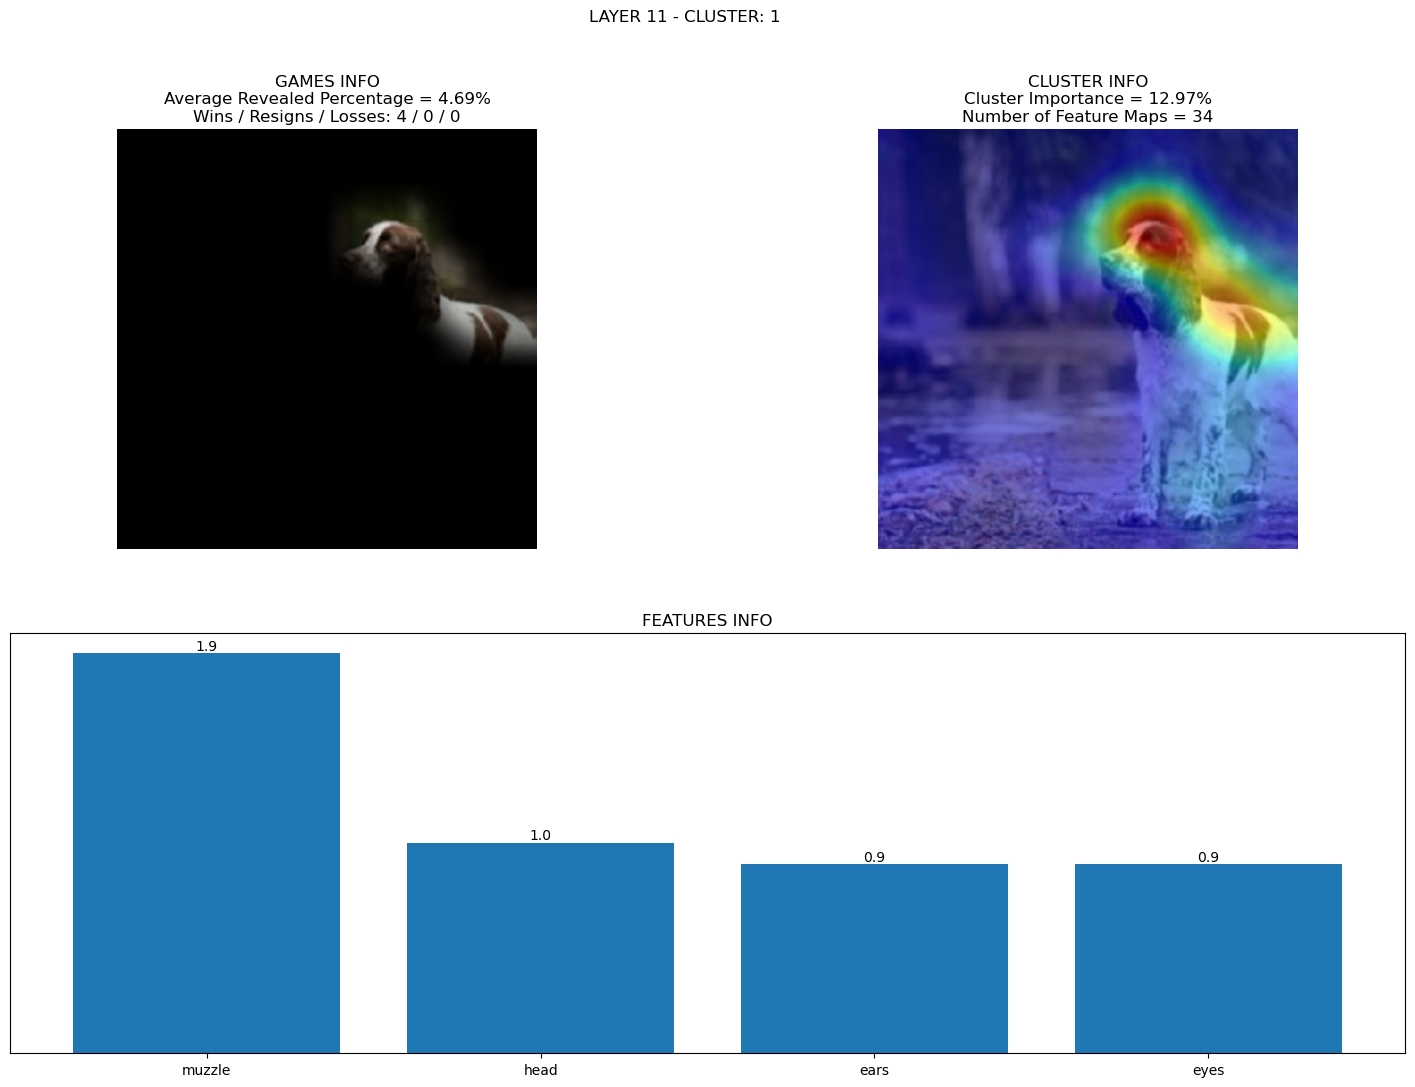 LAYER 11 - CLUSTER: 1
GAMES INFO
Average Revealed Percentage = 4.69%
Wins / Resigns / Losses: 4 / 0 / 0
CLUSTER INFO
Cluster Importance = 12.97%
Number of Feature Maps = 34
FEATURES INFO
1.9
1.0
0.9
0.9
muzzle
head
ears
eyes